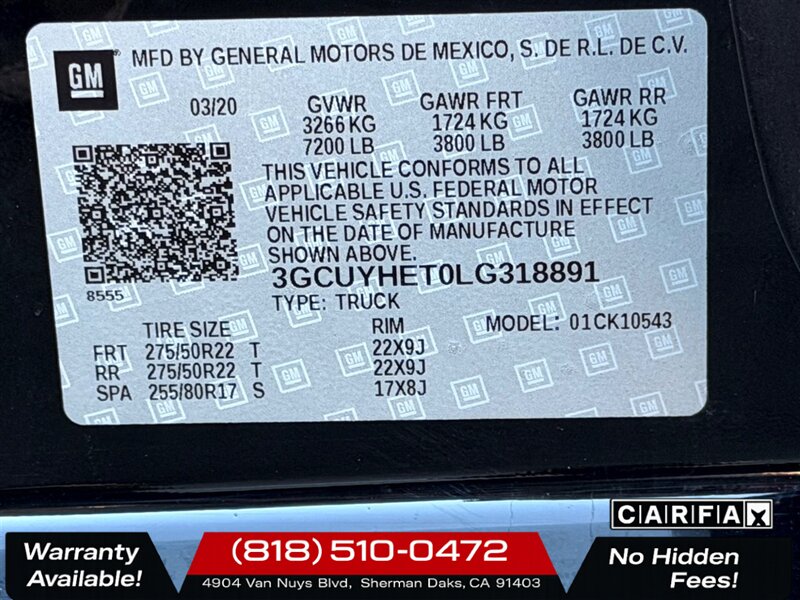 GM MFD BY GENERAL MOTORS DE MEXICO, S. DE R.L. DE C.V.
03/20 GVWR GAWR FRT GAWR RR
3266 KG 1724 KG 1724 KG
7200 LB 3800 LB 3800 LB
THIS VEHICLE CONFORMS TO ALL
APPLICABLE U.S. FEDERAL MOTOR
VEHICLE SAFETY STANDARDS IN EFFECT
ON THE DATE OF MANUFACTURE
SHOWN ABOVE.
3GCUYHET0LG318891
8555
TYPE: TRUCK
TIRE SIZE RIM MODEL: 01CK10543
FRT 275/50R22 T 22X9J
RR 275/50R22 T 22X9J
SPA 255/80R17 S 17X8J
CARFAX
Warranty
Available!
(818) 510-0472
4904 Van Nuys Blvd, Sherman Daks, CA 91403
No Hidden
Fees!